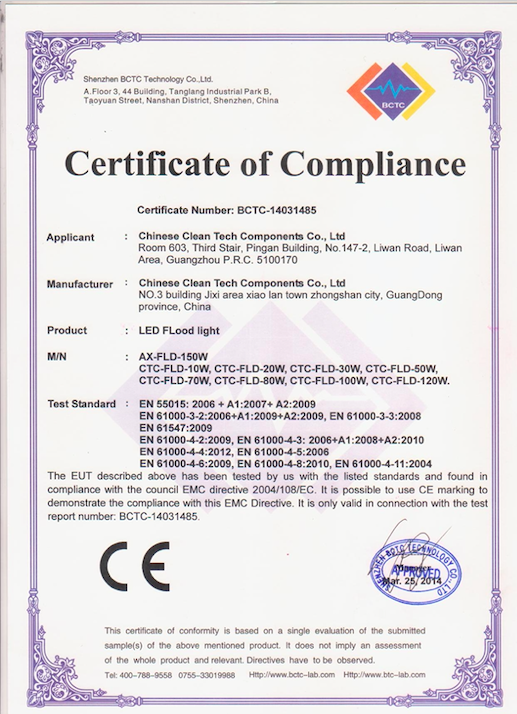 Shenzhen BCTC Technology Co.,Ltd.
A.Floor 3, 44 Building, Tanglang Industrial Park B,
Taoyuan Street, Nanshan District, Shenzhen, China
BCTC
Certificate of Compliance
Certificate Number: BCTC-14031485
Applicant : Chinese Clean Tech Components Co., Ltd
Room 603, Third Stair, Pingan Building, No.147-2, Liwan Road, Liwan
Area, Guangzhou P.R.C. 5100170
Manufacturer : Chinese Clean Tech Components Co., Ltd
NO.3 building Jixi area xiao lan town zhongshan city, GuangDong
province, China
Product : LED FLood light
M/N : AX-FLD-150W
CTC-FLD-10W, CTC-FLD-20W, CTC-FLD-30W, CTC-FLD-50W,
CTC-FLD-70W, CTC-FLD-80W, CTC-FLD-100W, CTC-FLD-120W.
Test Standard : EN 55015: 2006 + A1:2007+ A2:2009
EN 61000-3-2:2006+A1:2009+A2:2009, EN 61000-3-3:2008
EN 61547:2009
EN 61000-4-2:2009, EN 61000-4-3: 2006+A1:2008+A2:2010
EN 61000-4-4:2012, EN 61000-4-5:2006
EN 61000-4-6:2009, EN 61000-4-8:2010, EN 61000-4-11:2004
The EUT described above has been tested by us with the listed standards and found in
compliance with the council EMC directive 2004/108/EC. It is possible to use CE marking to
demonstrate the compliance with this EMC Directive. It is only valid in connection with the test
report number: BCTC-14031485.
CE
SHENZHEN BCTC TECHNOLOGY CO.,LTD
APPROVED
Manager
Mar. 25, 2014
This certificate of conformity is based on a single evaluation of the submitted
sample(s) of the above mentioned product. It does not imply an assessment
of the whole product and relevant. Directives have to be observed.
Tel: 400-788-9558 0755-33019988 Http://www.bctc-lab.com Http://www.btc-lab.com